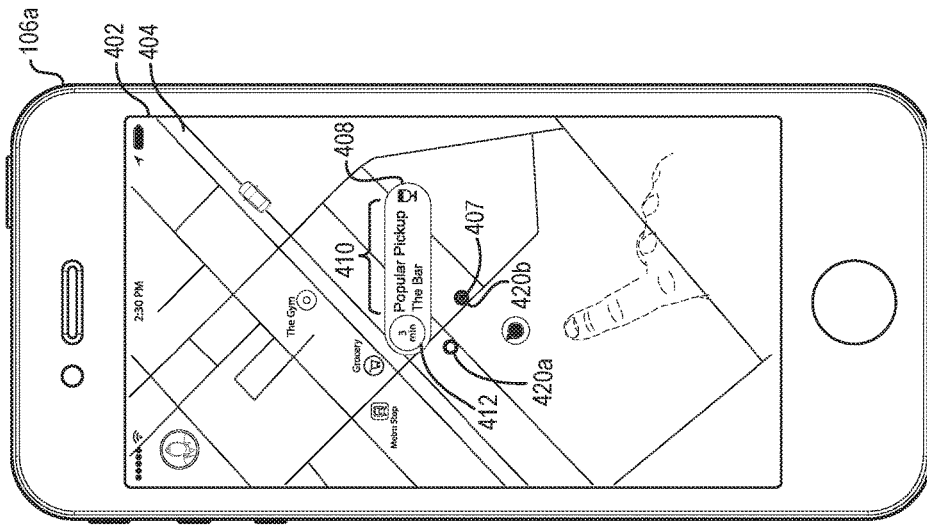 106a
402
404
2:30 PM
The Gym
Grocery
Metro Stop
408
410
3 min
Popular Pickup
The Bar
407
420b
420a
412